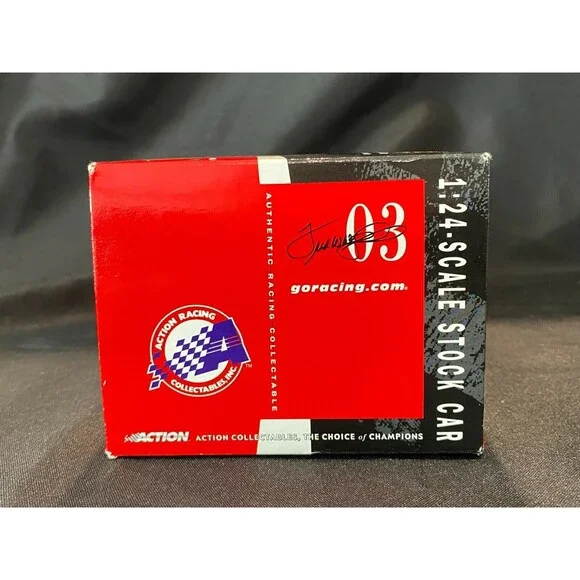 ACTION RACING
COLLECTABLES, INC.
A
TM
ACTION
AUTHENTIC RACING COLLECTABLE
03
goracing.com
ACTION COLLECTABLES, THE CHOICE of CHAMPIONS
1:24-SCALE STOCK CAR